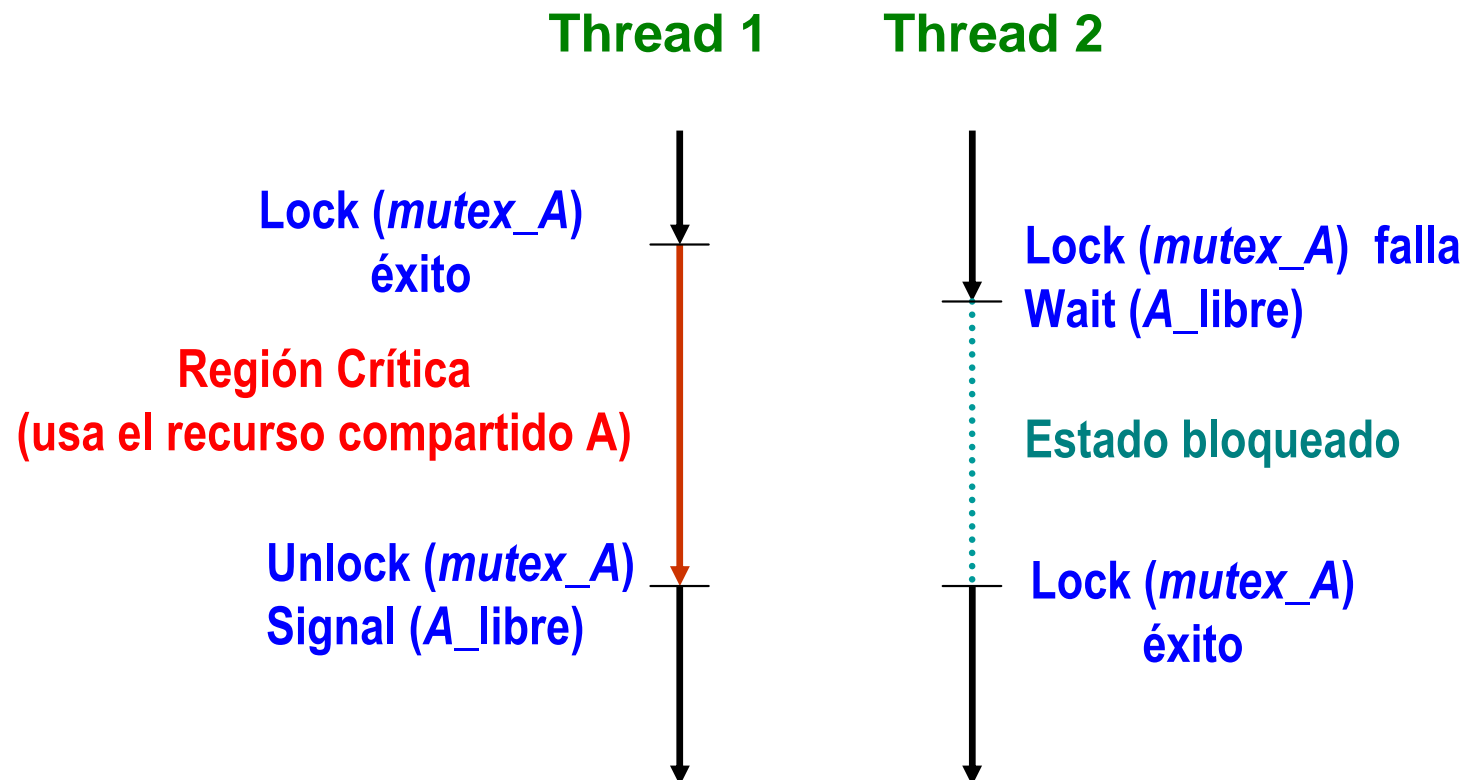 Thread 1
Thread 2
Lock (mutex_A)
éxito
Región Crítica
(usa el recurso compartido A)
Unlock (mutex_A)
Signal (A_libre)
Lock (mutex_A) falla
Wait (A_libre)
Estado bloqueado
Lock (mutex_A)
éxito